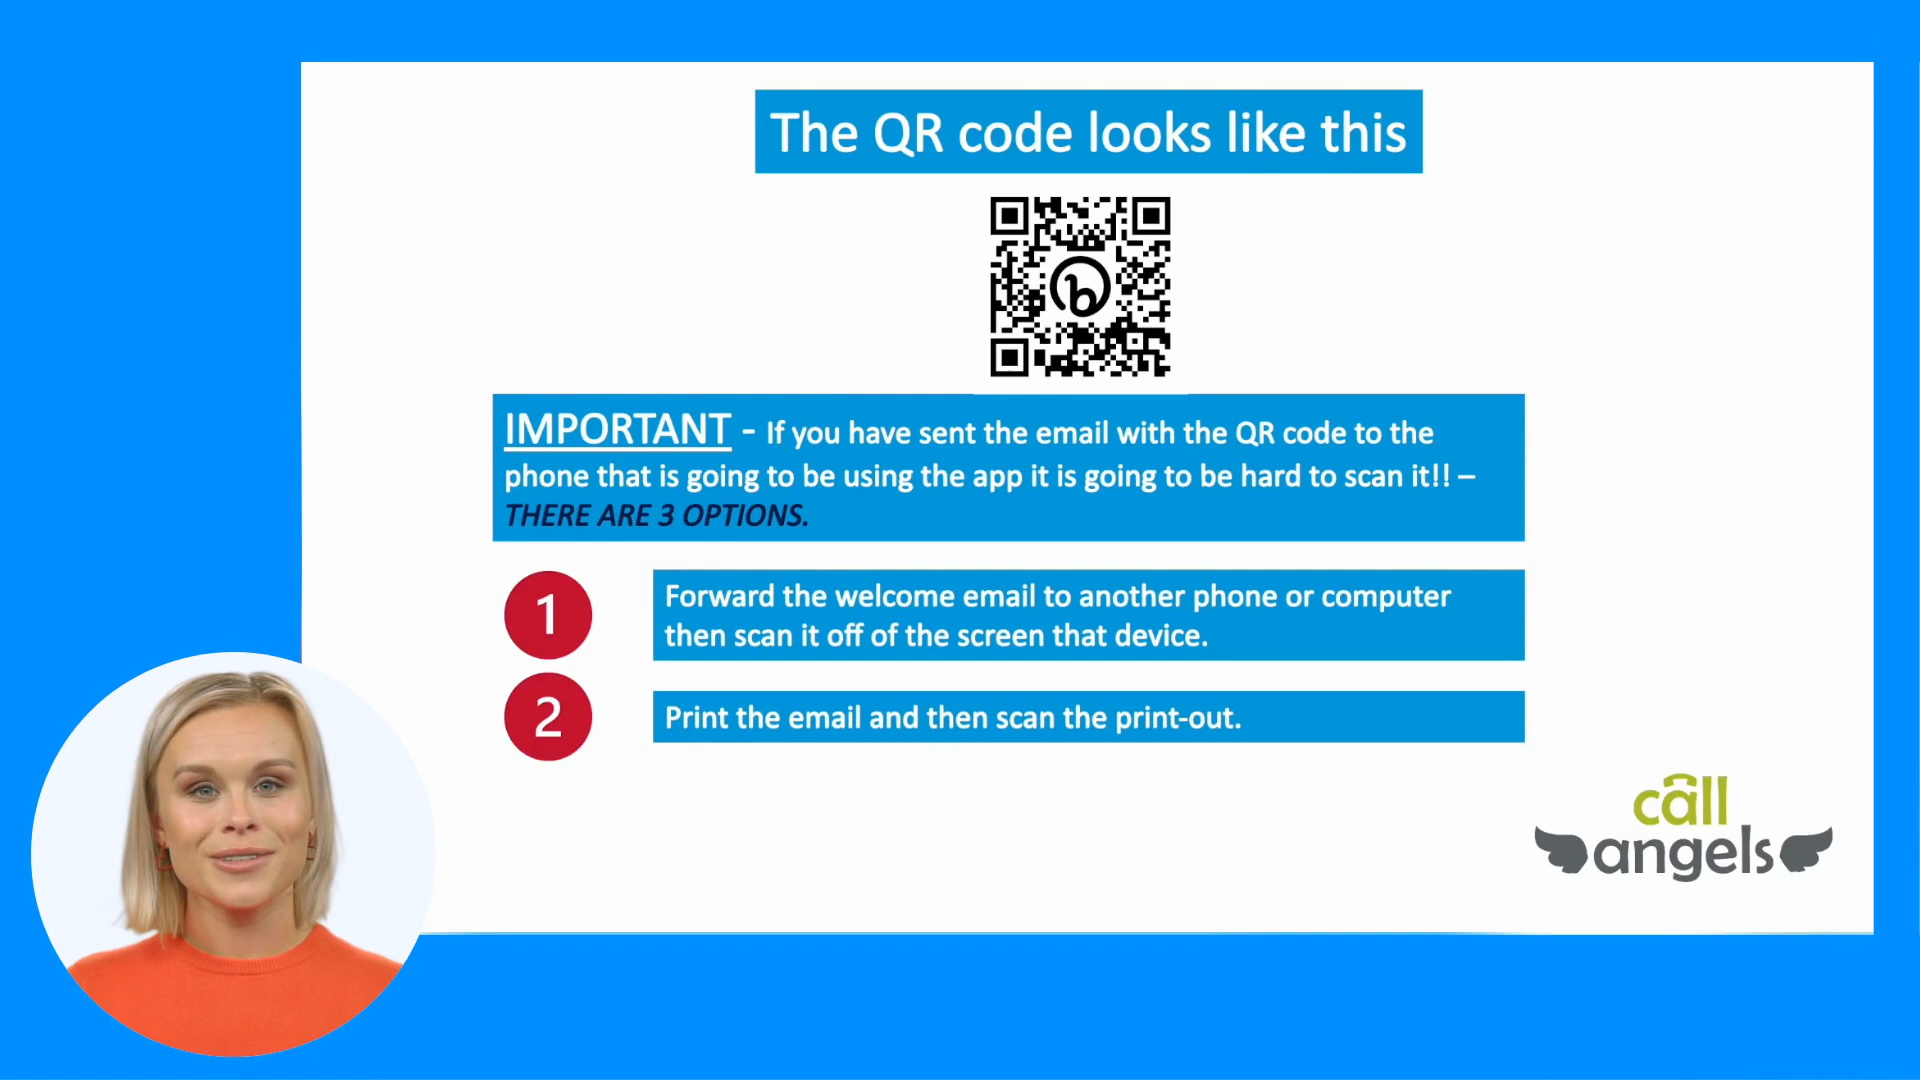 The QR code looks like this
b
IMPORTANT - If you have sent the email with the QR code to the
phone that is going to be using the app it is going to be hard to scan it!! –
THERE ARE 3 OPTIONS.
1
Forward the welcome email to another phone or computer
then scan it off of the screen that device.
2
Print the email and then scan the print-out.
call
angels